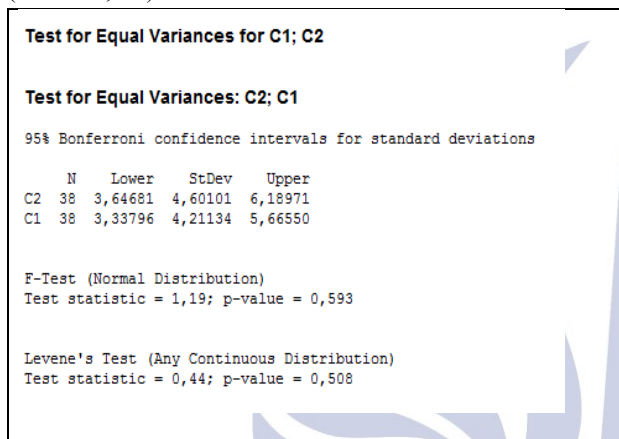 Test for Equal Variances for C1; C2
Test for Equal Variances: C2; C1
95% Bonferroni confidence intervals for standard deviations
N Lower StDev Upper
C2 38 3,64681 4,60101 6,18971
C1 38 3,33796 4,21134 5,66550
F-Test (Normal Distribution)
Test statistic = 1,19; p-value = 0,593
Levene's Test (Any Continuous Distribution)
Test statistic = 0,44; p-value = 0,508